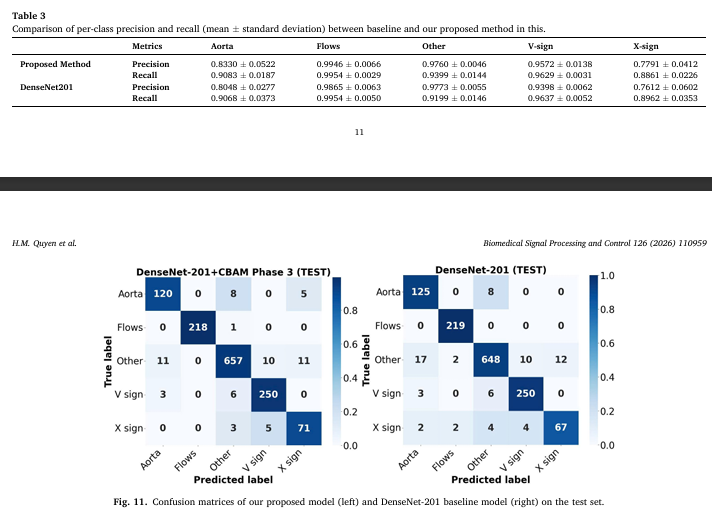 Table 3
Comparison of per-class precision and recall (mean ± standard deviation) between baseline and our proposed method in this.
Metrics Aorta Flows Other V-sign X-sign
Proposed Method Precision 0.8330 ± 0.0522 0.9946 ± 0.0066 0.9760 ± 0.0046 0.9572 ± 0.0138 0.7791 ± 0.0412
Recall 0.9083 ± 0.0187 0.9954 ± 0.0029 0.9399 ± 0.0144 0.9629 ± 0.0031 0.8861 ± 0.0226
DenseNet201 Precision 0.8048 ± 0.0277 0.9865 ± 0.0063 0.9773 ± 0.0055 0.9398 ± 0.0062 0.7612 ± 0.0602
Recall 0.9068 ± 0.0373 0.9954 ± 0.0050 0.9199 ± 0.0146 0.9637 ± 0.0052 0.8962 ± 0.0353
11
H.M. Quyen et al. Biomedical Signal Processing and Control 126 (2026) 110959
DenseNet-201+CBAM Phase 3 (TEST)
True label
Aorta 120 0 8 0 5
Flows 0 218 1 0 0
Other 11 0 657 10 11
V sign 3 0 6 250 0
X sign 0 0 3 5 71
Aorta Flows Other V sign X sign
Predicted label
0.8
0.6
0.4
0.2
0.0
DenseNet-201 (TEST)
True label
Aorta 125 0 8 0 0
Flows 0 219 0 0 0
Other 17 2 648 10 12
V sign 3 0 6 250 0
X sign 2 2 4 4 67
Aorta Flows Other V sign X sign
Predicted label
1.0
0.8
0.6
0.4
0.2
0.0
Fig. 11. Confusion matrices of our proposed model (left) and DenseNet-201 baseline model (right) on the test set.